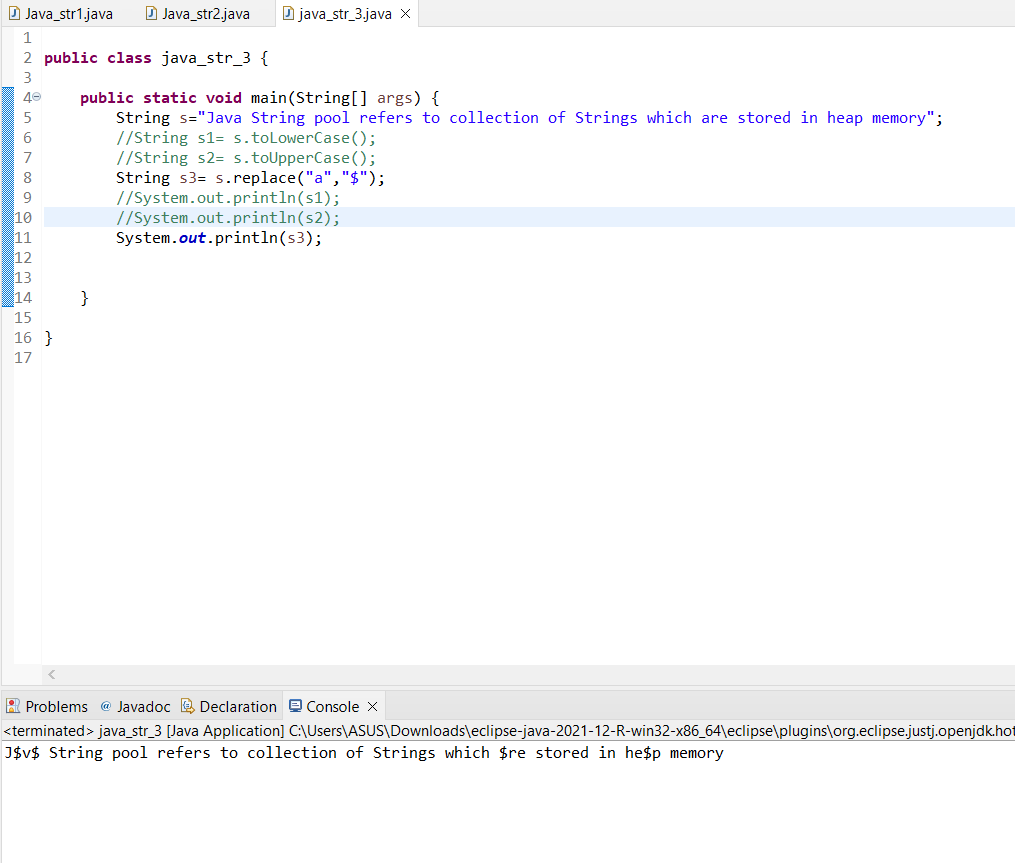 Java_str1.java Java_str2.java java_str_3.java
1
2 public class java_str_3 {
3
4 public static void main(String[] args) {
5 String s="Java String pool refers to collection of Strings which are stored in heap memory";
6 //String s1= s.toLowerCase();
7 //String s2= s.toUpperCase();
8 String s3= s.replace("a","$");
9 //System.out.println(s1);
10 //System.out.println(s2);
11 System.out.println(s3);
12
13
14 }
15
16 }
17
Problems Javadoc Declaration Console
<terminated> java_str_3 [Java Application] C:\Users\ASUS\Downloads\eclipse-java-2021-12-R-win32-x86_64\eclipse\plugins\org.eclipse.justj.openjdk.hot
J$v$ String pool refers to collection of Strings which $re stored in he$p memory